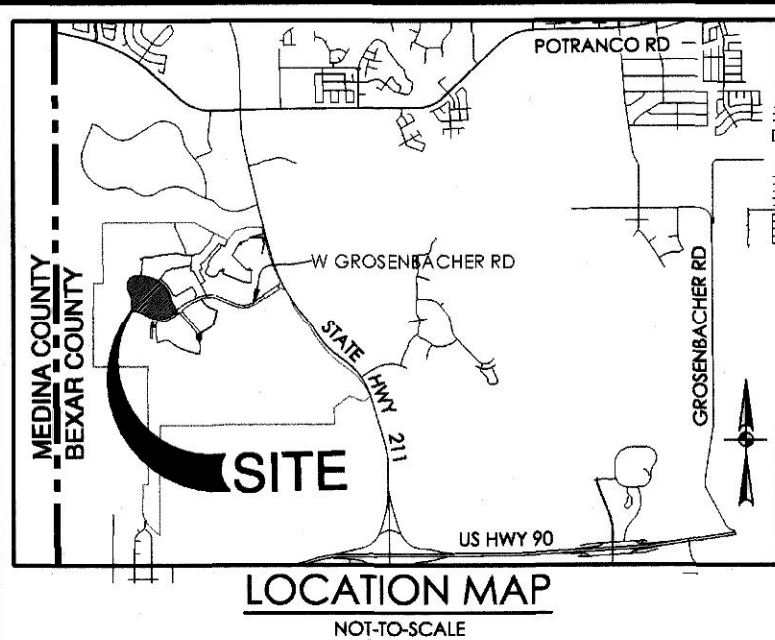 POTRANCO RD
W GROSENBACHER RD
MEDINA COUNTY
BEXAR COUNTY
STATE HWY 211
GROSENBACHER RD
SITE
US HWY 90
LOCATION MAP
NOT-TO-SCALE